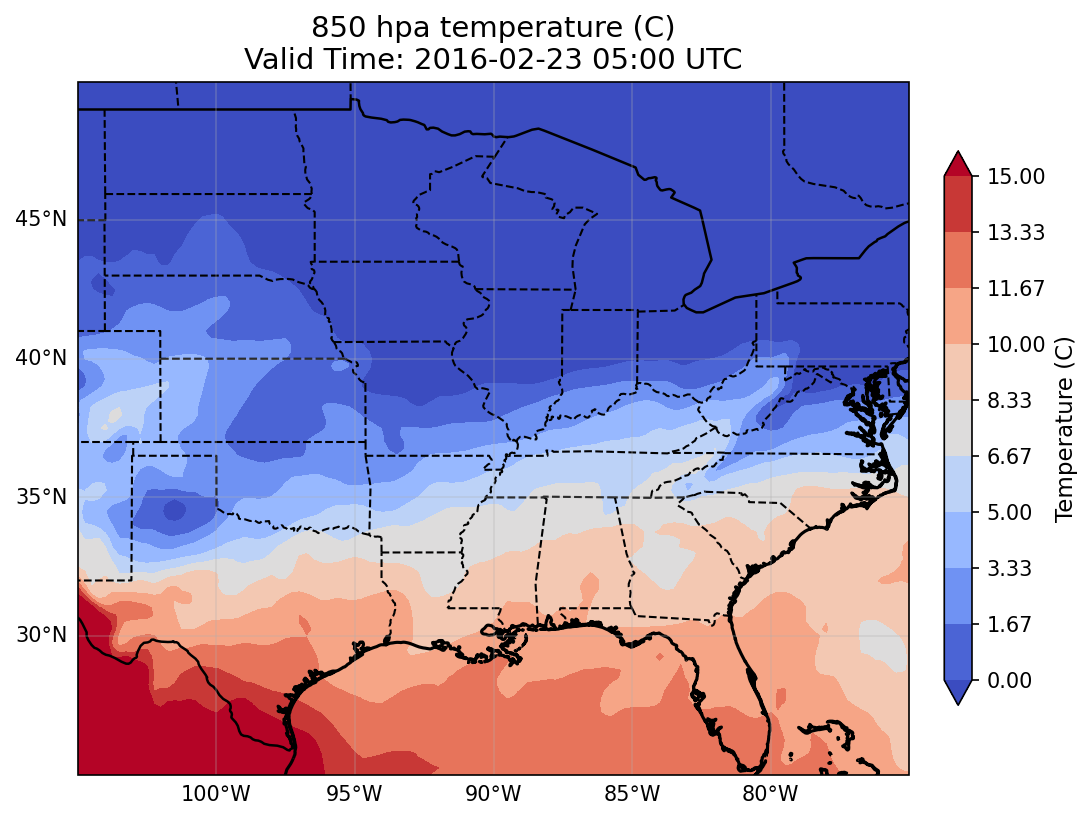 850 hpa temperature (C)
Valid Time: 2016-02-23 05:00 UTC
45°N
40°N
35°N
30°N
100°W
95°W
90°W
85°W
80°W
15.00
13.33
11.67
10.00
8.33
6.67
5.00
3.33
1.67
0.00
Temperature (C)